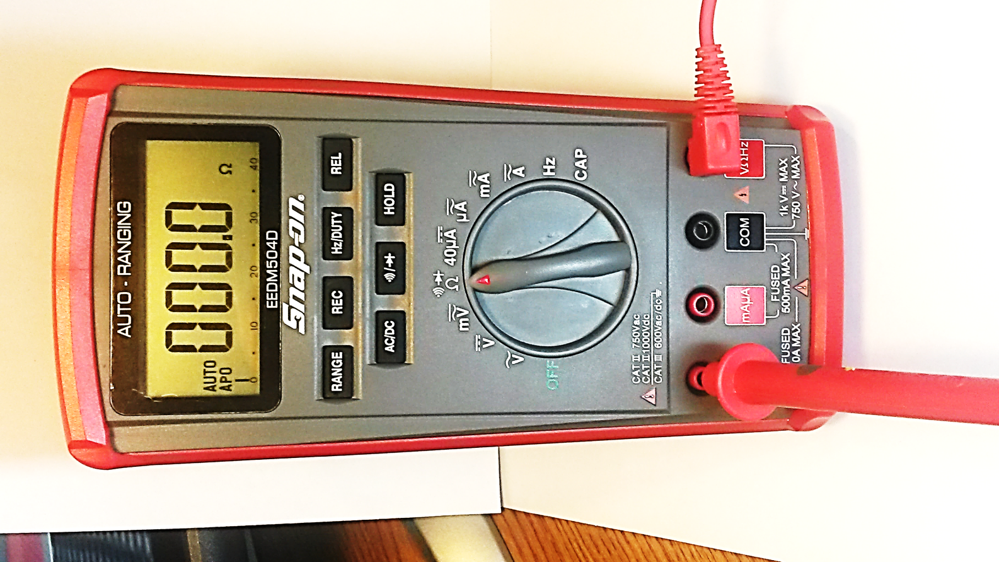 AUTO - RANGING
AUTO
APO
000.0
Ω
0 10 20 30 40
EEDM504D
Snap-on®
RANGE
REC
Hz/DUTY
REL
AC/DC
HOLD
OFF
V
V
mV
Ω
40µA
µA
mA
A
Hz
CAP
CAT II 750Vac
CAT II 1000Vdc
CAT III 600Vac/dc
mAµA
COM
VΩHz
FUSED
500mA MAX
FUSED
0A MAX
1k V MAX
750 V~MAX